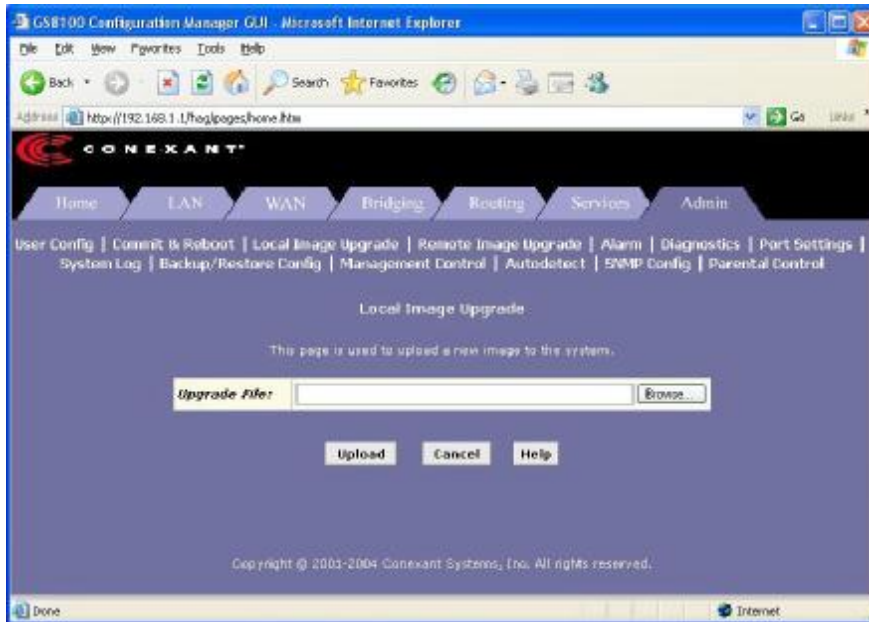 GS8100 Configuration Manager GUI - Microsoft Internet Explorer
File Edit View Favorites Tools Help
Back Search Favorites
Address http://192.168.1.1/hag/pages/home.htm Go Links
CONEXANT
Home LAN WAN Bridging Routing Services Admin
User Config | Commit & Reboot | Local Image Upgrade | Remote Image Upgrade | Alarm | Diagnostics | Port Settings |
System Log | Backup/Restore Config | Management Control | Autodetect | SNMP Config | Parental Control
Local Image Upgrade
This page is used to upload a new image to the system.
Upgrade File: Browse...
Upload Cancel Help
Copyright © 2001-2004 Conexant Systems, Inc. All rights reserved.
Done Internet